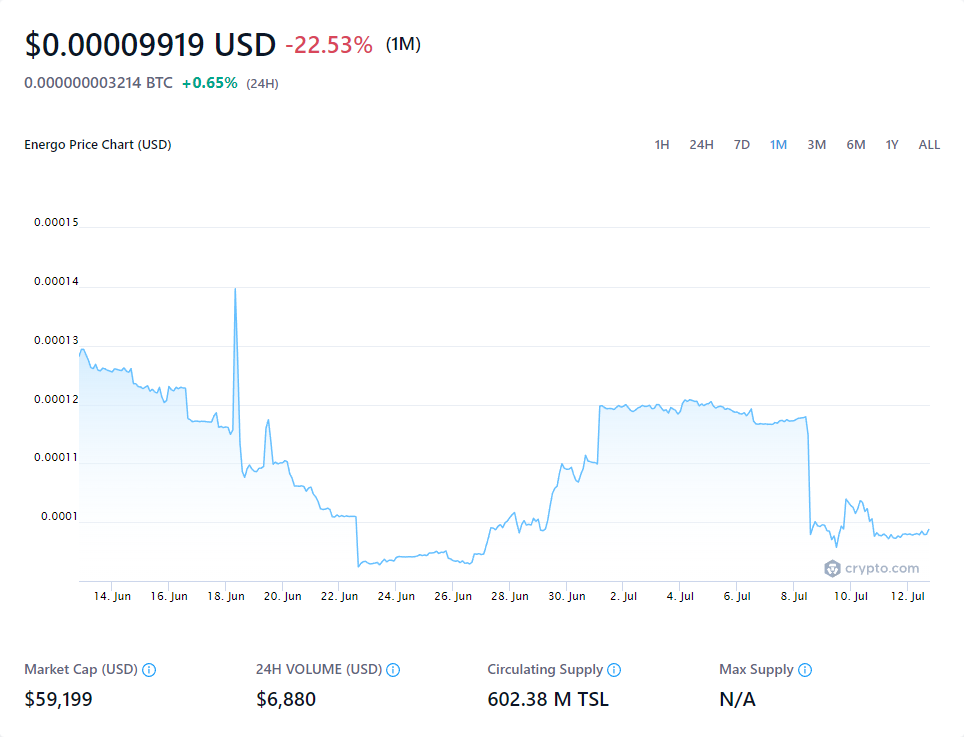 $0.00009919 USD -22.53% (1M)
0.000000003214 BTC +0.65% (24H)
Energo Price Chart (USD) 1H 24H 7D 1M 3M 6M 1Y ALL
0.00015
0.00014
0.00013
0.00012
0.00011
0.0001
crypto.com
14. Jun 16. Jun 18. Jun 20. Jun 22. Jun 24. Jun 26. Jun 28. Jun 30. Jun 2. Jul 4. Jul 6. Jul 8. Jul 10. Jul 12. Jul
Market Cap (USD) 24H VOLUME (USD) Circulating Supply Max Supply
$59,199 $6,880 602.38 M TSL N/A